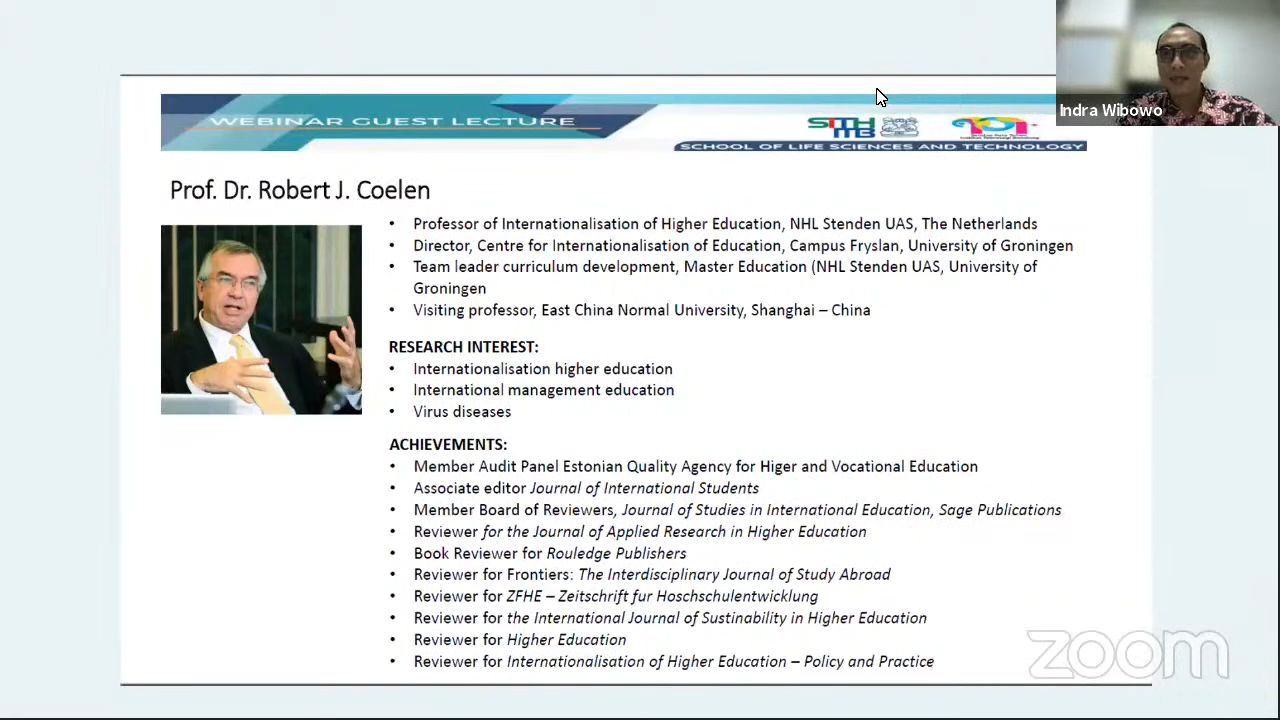 Indra Wibowo
WEBINAR GUEST LECTURE
SITH
ITB
SCHOOL OF LIFE SCIENCES AND TECHNOLOGY
Prof. Dr. Robert J. Coelen
• Professor of Internationalisation of Higher Education, NHL Stenden UAS, The Netherlands
• Director, Centre for Internationalisation of Education, Campus Fryslan, University of Groningen
• Team leader curriculum development, Master Education (NHL Stenden UAS, University of
Groningen
• Visiting professor, East China Normal University, Shanghai – China
RESEARCH INTEREST:
• Internationalisation higher education
• International management education
• Virus diseases
ACHIEVEMENTS:
• Member Audit Panel Estonian Quality Agency for Higer and Vocational Education
• Associate editor Journal of International Students
• Member Board of Reviewers, Journal of Studies in International Education, Sage Publications
• Reviewer for the Journal of Applied Research in Higher Education
• Book Reviewer for Rouledge Publishers
• Reviewer for Frontiers: The Interdisciplinary Journal of Study Abroad
• Reviewer for ZFHE – Zeitschrift fur Hoschschulentwicklung
• Reviewer for the International Journal of Sustinability in Higher Education
• Reviewer for Higher Education
• Reviewer for Internationalisation of Higher Education – Policy and Practice
zoom